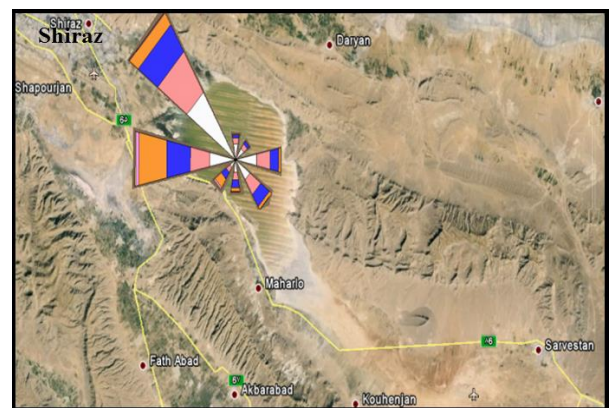 Shiraz
Shiraz
Daryan
Shapourjan
Maharlo
Sarvestan
Fath Abad
Akbarabad
Kouhenjan